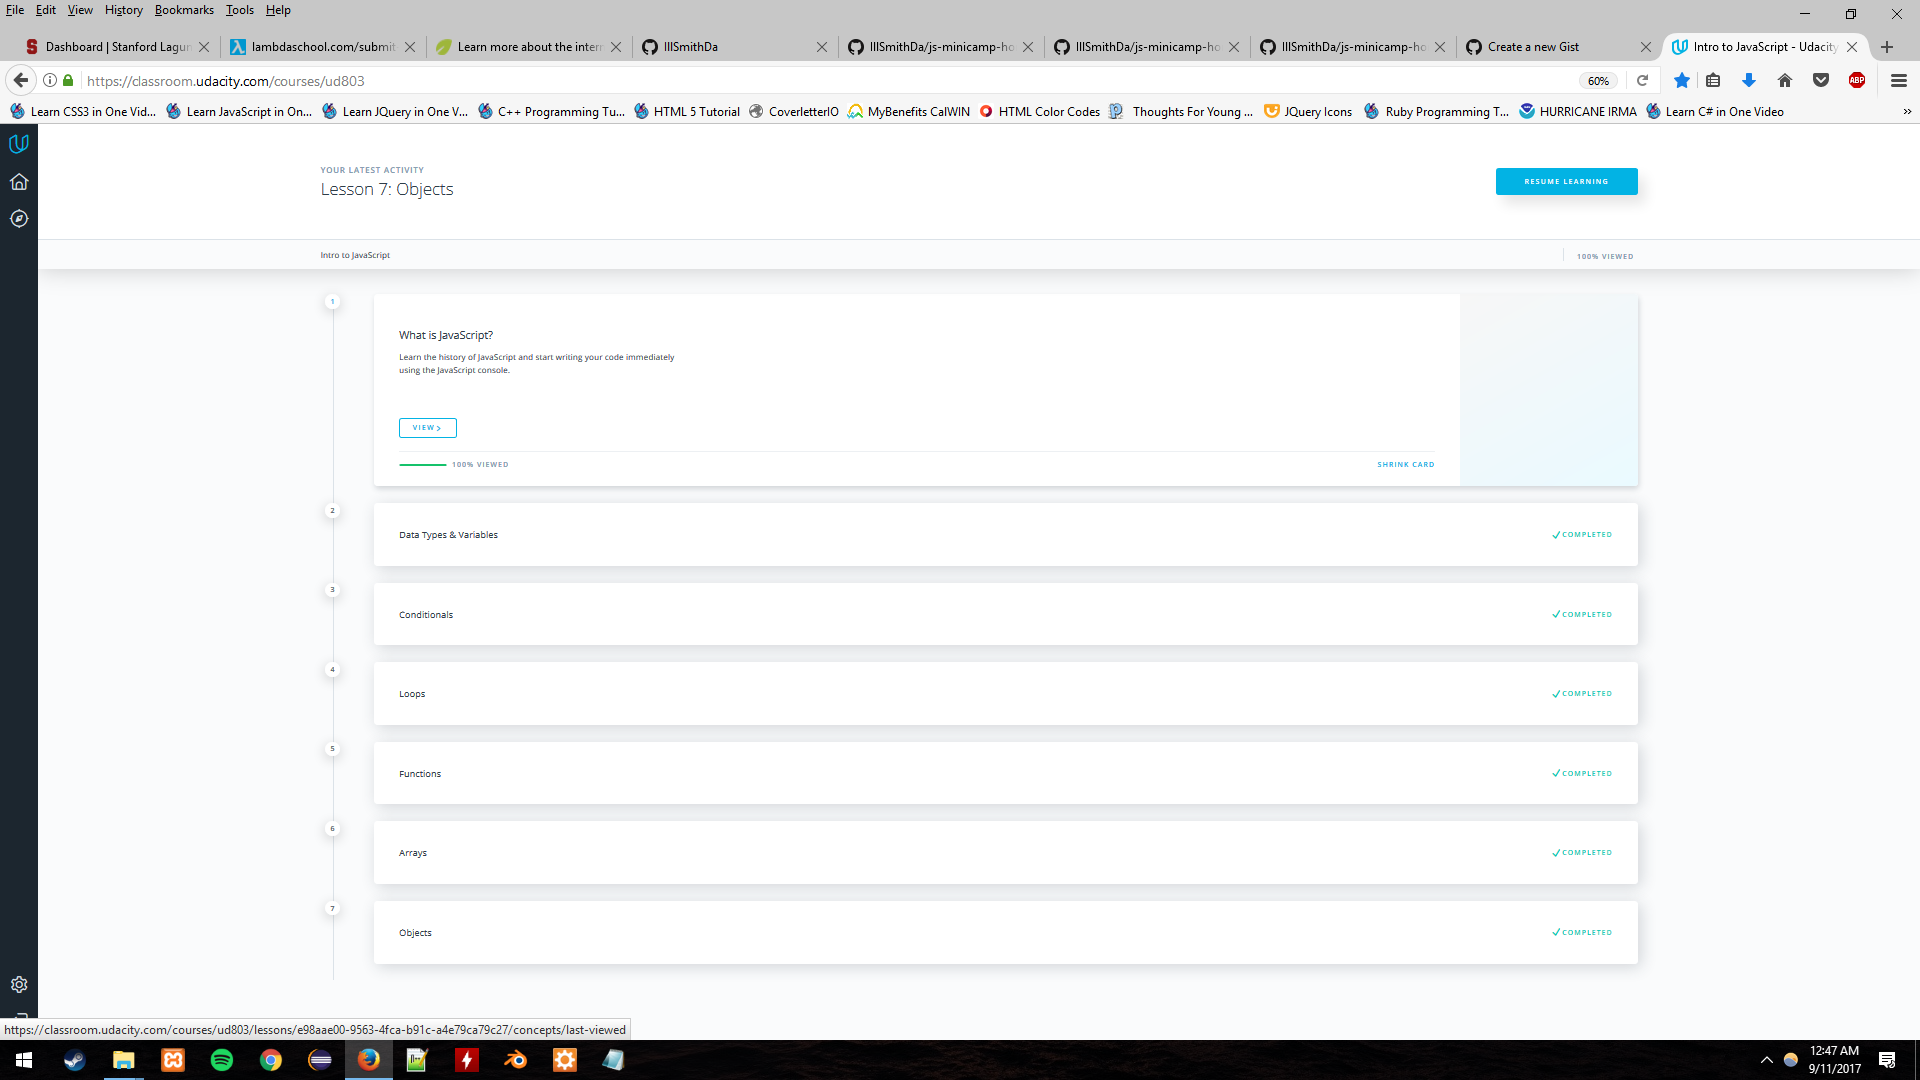 File Edit View History Bookmarks Tools Help
Dashboard | Stanford Lagun
lambdaschool.com/submit
Learn more about the inter
IIISmithDa
IIISmithDa/js-minicamp-ho
IIISmithDa/js-minicamp-ho
IIISmithDa/js-minicamp-ho
Create a new Gist
Intro to JavaScript - Udacity
https://classroom.udacity.com/courses/ud803
60%
ABP
Learn CSS3 in One Vid...
Learn JavaScript in On...
Learn JQuery in One V...
C++ Programming Tu...
HTML 5 Tutorial
CoverletterIO
MyBenefits CalWIN
HTML Color Codes
Thoughts For Young ...
JQuery Icons
Ruby Programming T...
HURRICANE IRMA
Learn C# in One Video
YOUR LATEST ACTIVITY
Lesson 7: Objects
RESUME LEARNING
Intro to JavaScript
100% VIEWED
1
What is JavaScript?
Learn the history of JavaScript and start writing your code immediately
using the JavaScript console.
VIEW
100% VIEWED
SHRINK CARD
2
Data Types & Variables
COMPLETED
3
Conditionals
COMPLETED
4
Loops
COMPLETED
5
Functions
COMPLETED
6
Arrays
COMPLETED
7
Objects
COMPLETED
https://classroom.udacity.com/courses/ud803/lessons/e98aae00-9563-4fca-b91c-a4e79ca79c27/concepts/last-viewed
12:47 AM
9/11/2017